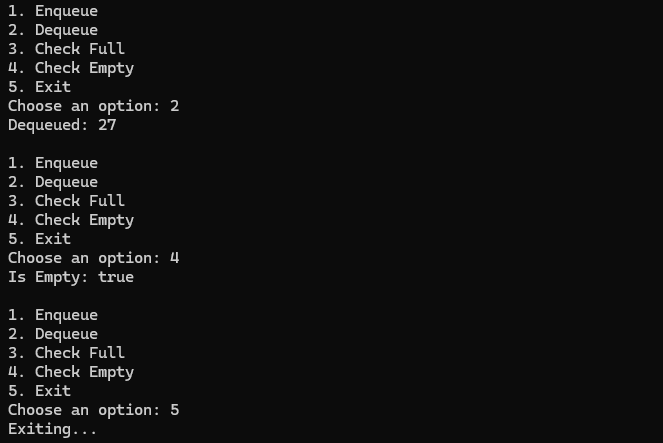 1. Enqueue
2. Dequeue
3. Check Full
4. Check Empty
5. Exit
Choose an option: 2
Dequeued: 27

1. Enqueue
2. Dequeue
3. Check Full
4. Check Empty
5. Exit
Choose an option: 4
Is Empty: true

1. Enqueue
2. Dequeue
3. Check Full
4. Check Empty
5. Exit
Choose an option: 5
Exiting...